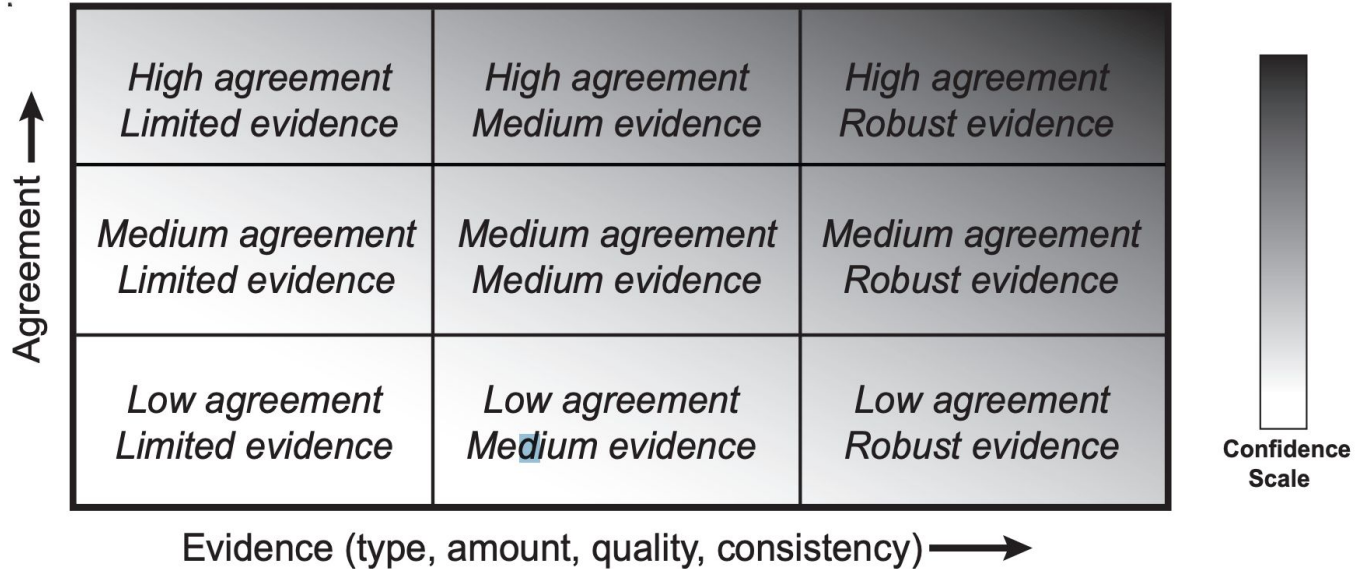 High agreement
Limited evidence
High agreement
Medium evidence
High agreement
Robust evidence
Medium agreement
Limited evidence
Medium agreement
Medium evidence
Medium agreement
Robust evidence
Low agreement
Limited evidence
Low agreement
Medium evidence
Low agreement
Robust evidence
Agreement
Evidence (type, amount, quality, consistency)
Confidence
Scale